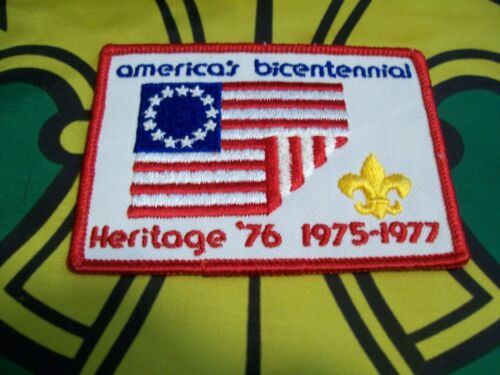 america's bicentennial
Heritage '76 1975-1977